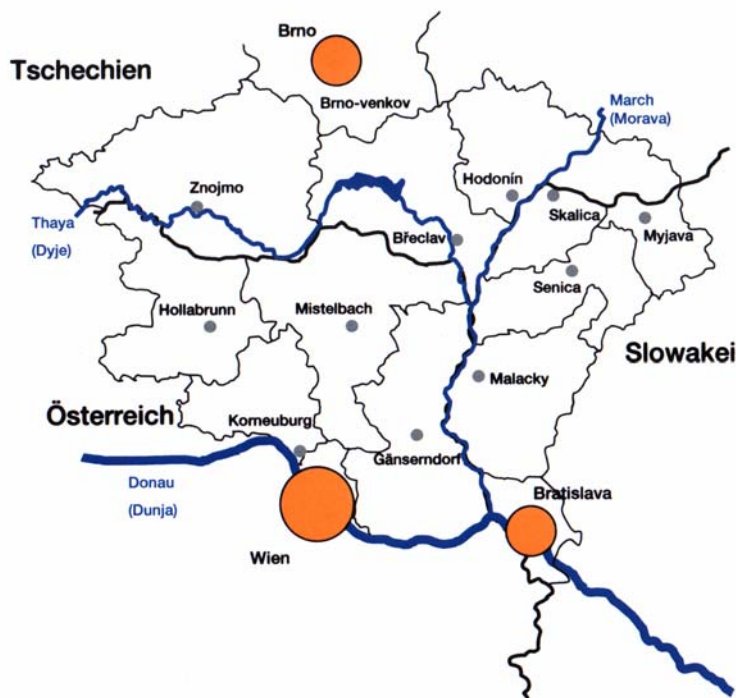 Brno
Tschechien
Brno-venkov
March
(Morava)
Hodonín
Znojmo
Skalica
Thaya
(Dyje)
Břeclav
Myjava
Senica
Hollabrunn
Mistelbach
Slowakei
Malacky
Österreich
Korneuburg
Gänserndorf
Donau
(Dunja)
Bratislava
Wien